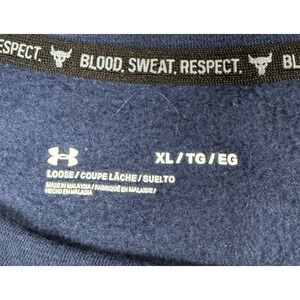 ESPECT. BLOOD. SWEAT. RESPECT. BL
XL / TG / EG
LOOSE / COUPE LÂCHE / SUELTO
MADE IN MALAYSIA / FABRIQUÉ EN MALAISIE /
HECHO EN MALASIA